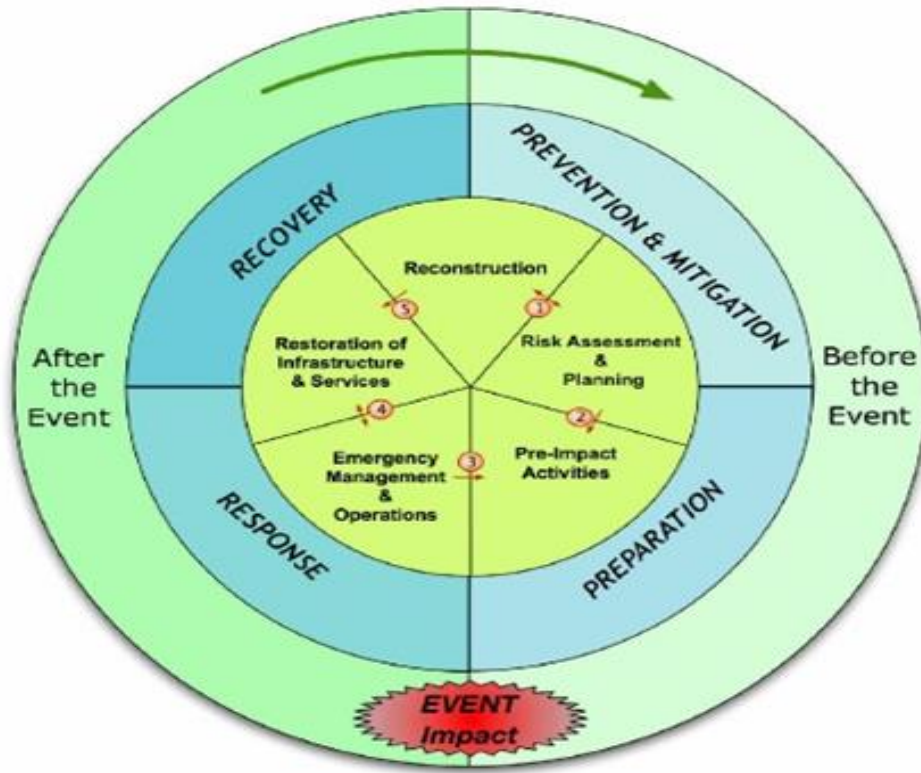 RECOVERY
PREVENTION & MITIGATION
Reconstruction
5
1
Restoration of
Infrastructure
& Services
Risk Assessment
&
Planning
After
the
Event
Before
the
Event
4
2
3
Emergency
Management
&
Operations
Pre-Impact
Activities
RESPONSE
PREPARATION
EVENT
Impact